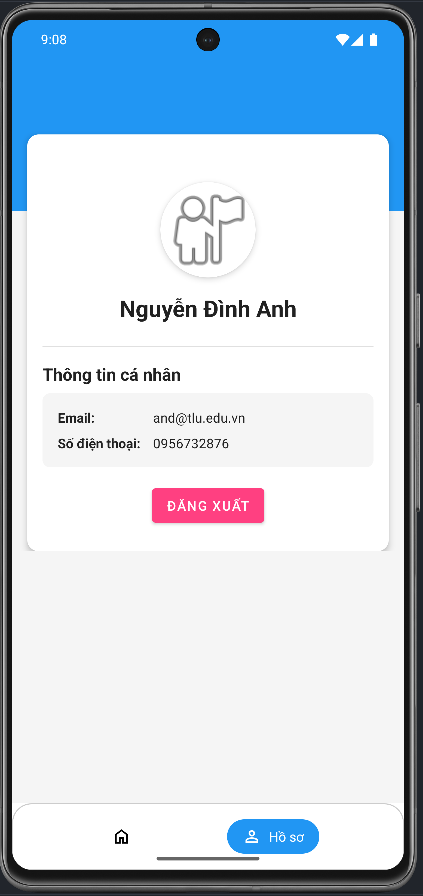 9:08
Nguyễn Đình Anh
Thông tin cá nhân
Email: and@tlu.edu.vn
Số điện thoại: 0956732876
ĐĂNG XUẤT
Hồ sơ